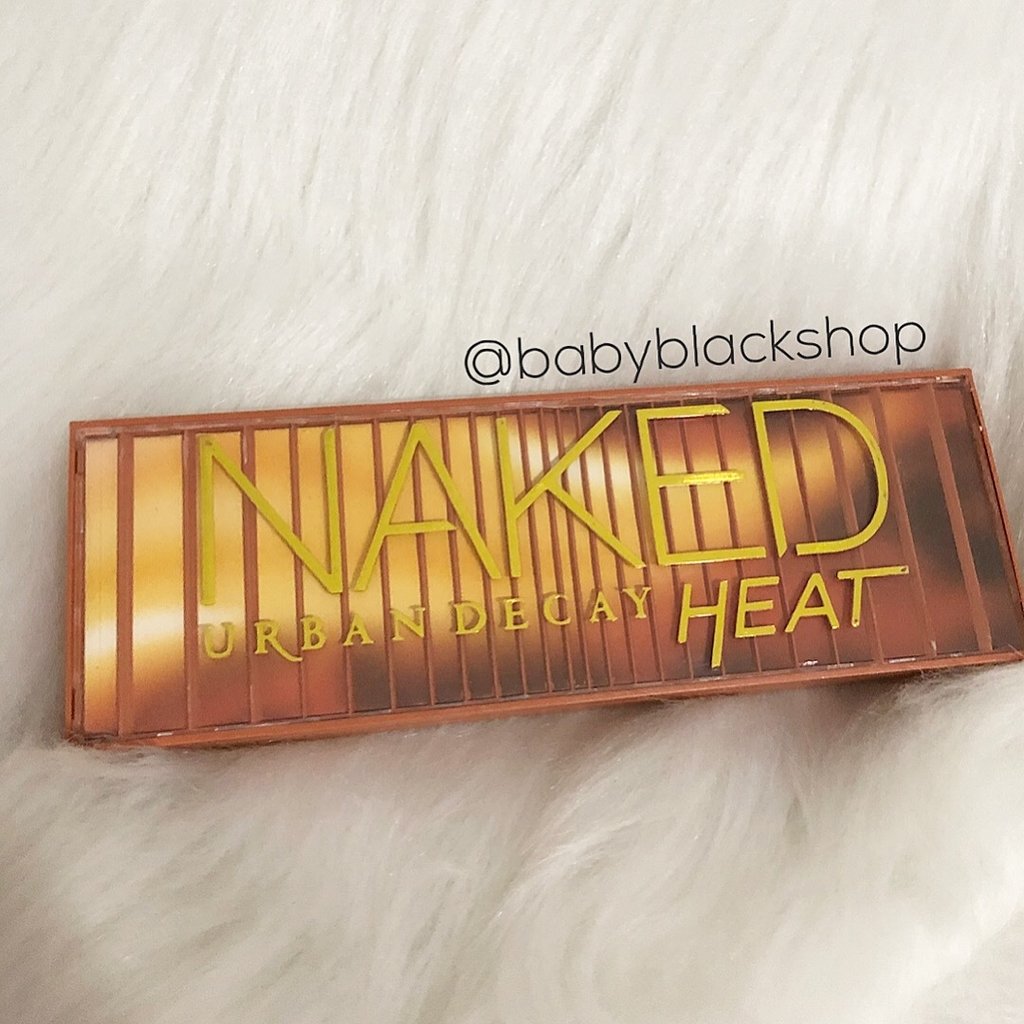 @babyblackshop
NAKED
URBAN DECAY
HEAT